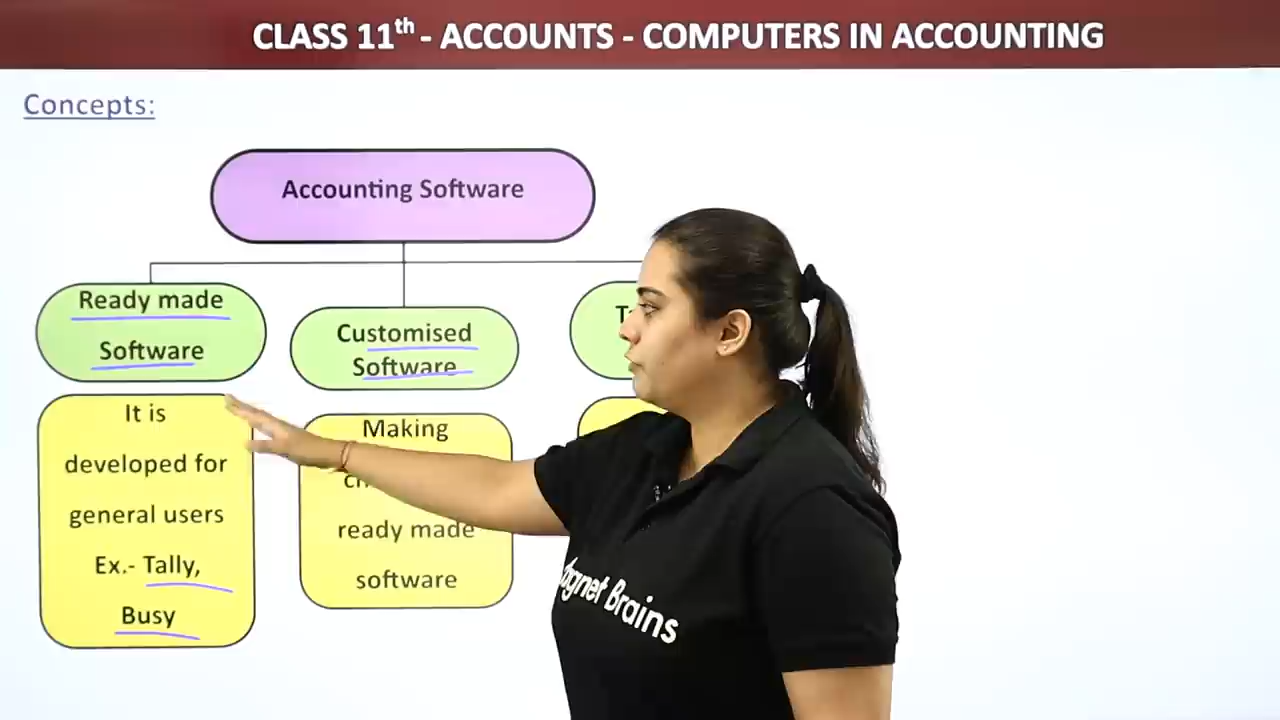 CLASS 11th - ACCOUNTS - COMPUTERS IN ACCOUNTING
Concepts:
Accounting Software
Ready made
Software
Customised
Software
It is
developed for
general users
Ex.- Tally,
Busy
Making
ready made
software
Brains